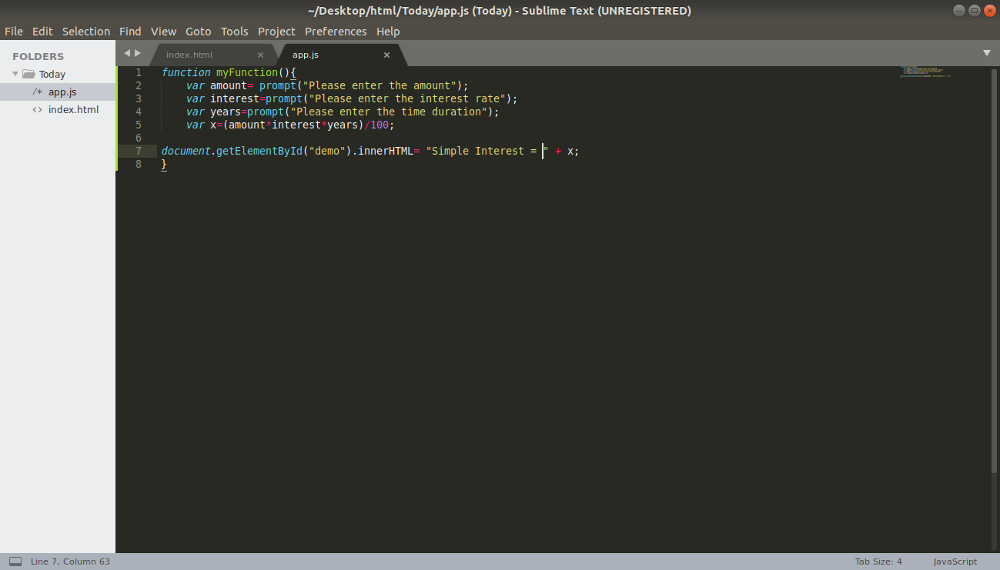 ~/Desktop/html/Today/app.js (Today) - Sublime Text (UNREGISTERED)
File Edit Selection Find View Goto Tools Project Preferences Help
FOLDERS
Today
/* app.js
<> index.html
index.html × app.js ×
1 function myFunction(){
2     var amount= prompt("Please enter the amount");
3     var interest=prompt("Please enter the interest rate");
4     var years=prompt("Please enter the time duration");
5     var x=(amount*interest*years)/100;
6
7 document.getElementById("demo").innerHTML= "Simple Interest = " + x;
8 }
Line 7, Column 63 Tab Size: 4 JavaScript